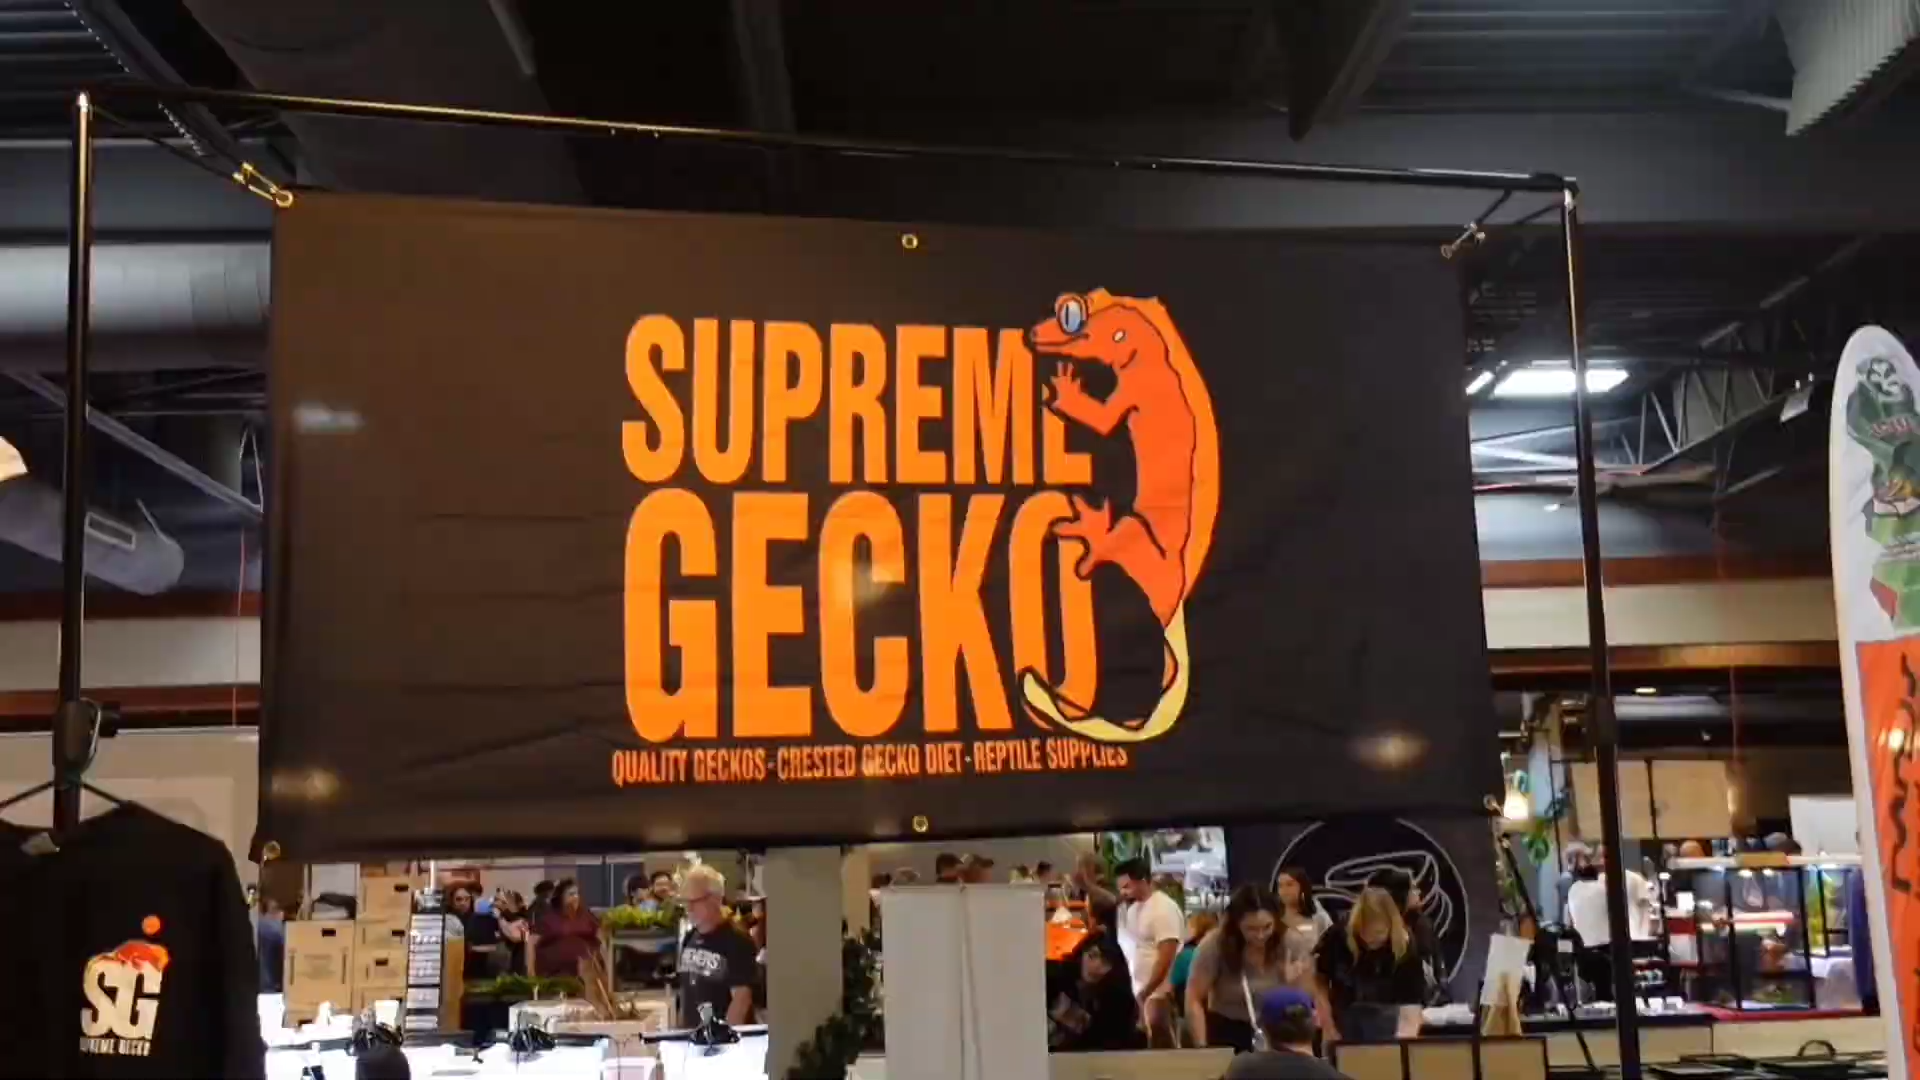 SUPREME
GECKO
QUALITY GECKOS · CRESTED GECKO DIET · REPTILE SUPPLIES
SG
SUPREME GECKO